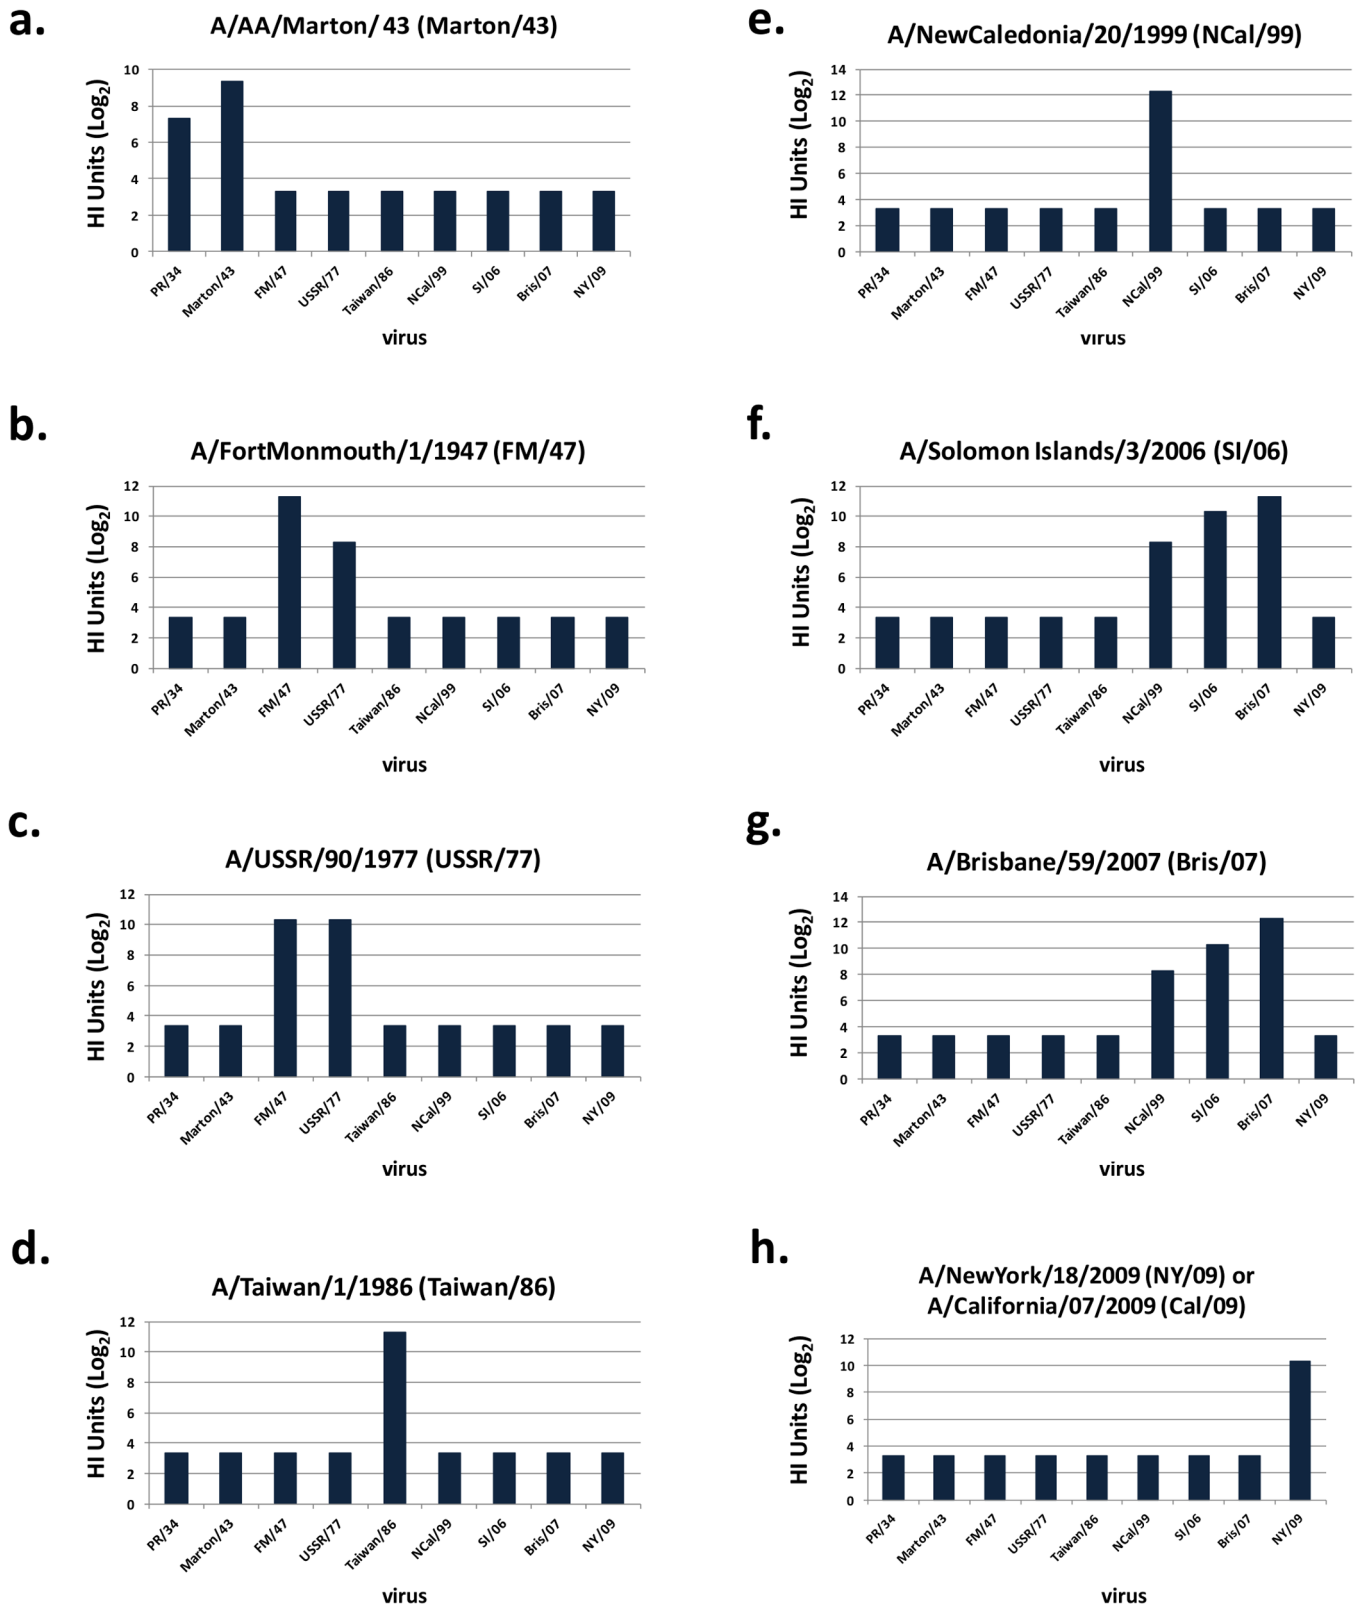 a.
A/AA/Marton/ 43 (Marton/43)
HI Units (Log2)
10
8
6
4
2
0
PR/34
Marton/43
FM/47
USSR/77
Taiwan/86
NCal/99
SI/06
Bris/07
NY/09
virus
b.
A/FortMonmouth/1/1947 (FM/47)
HI Units (Log2)
12
10
8
6
4
2
0
PR/34
Marton/43
FM/47
USSR/77
Taiwan/86
NCal/99
SI/06
Bris/07
NY/09
virus
c.
A/USSR/90/1977 (USSR/77)
HI Units (Log2)
12
10
8
6
4
2
0
PR/34
Marton/43
FM/47
USSR/77
Taiwan/86
NCal/99
SI/06
Bris/07
NY/09
virus
d.
A/Taiwan/1/1986 (Taiwan/86)
HI Units (Log2)
12
10
8
6
4
2
0
PR/34
Marton/43
FM/47
USSR/77
Taiwan/86
NCal/99
SI/06
Bris/07
NY/09
virus
e.
A/NewCaledonia/20/1999 (NCal/99)
HI Units (Log2)
14
12
10
8
6
4
2
0
PR/34
Marton/43
FM/47
USSR/77
Taiwan/86
NCal/99
SI/06
Bris/07
NY/09
virus
f.
A/Solomon Islands/3/2006 (SI/06)
HI Units (Log2)
12
10
8
6
4
2
0
PR/34
Marton/43
FM/47
USSR/77
Taiwan/86
NCal/99
SI/06
Bris/07
NY/09
virus
g.
A/Brisbane/59/2007 (Bris/07)
HI Units (Log2)
14
12
10
8
6
4
2
0
PR/34
Marton/43
FM/47
USSR/77
Taiwan/86
NCal/99
SI/06
Bris/07
NY/09
virus
h.
A/NewYork/18/2009 (NY/09) or
A/California/07/2009 (Cal/09)
HI Units (Log2)
12
10
8
6
4
2
0
PR/34
Marton/43
FM/47
USSR/77
Taiwan/86
NCal/99
SI/06
Bris/07
NY/09
virus